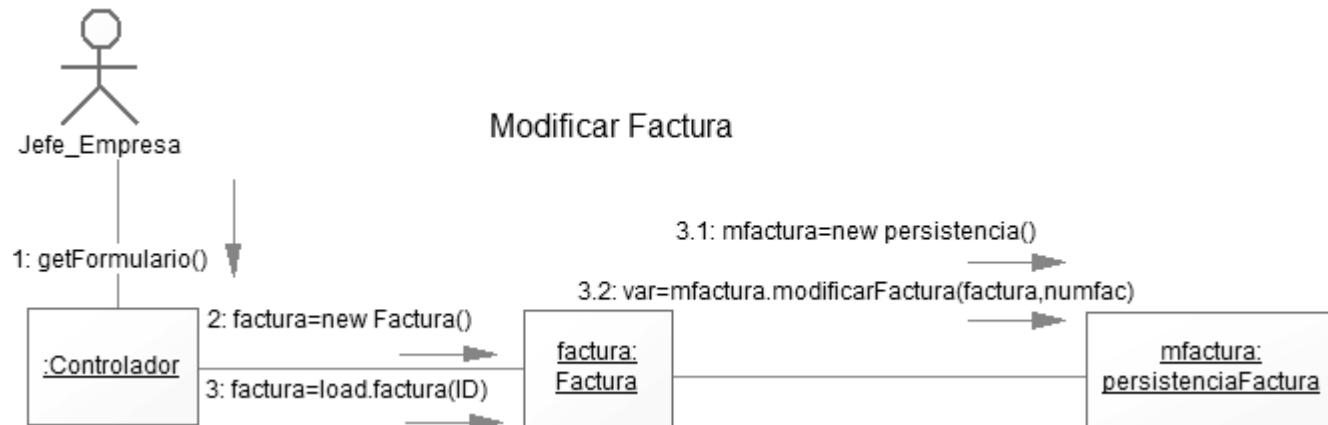 Jefe_Empresa
Modificar Factura
1: getFormulario()
3.1: mfactura=new persistencia()
3.2: var=mfactura.modificarFactura(factura,numfac)
2: factura=new Factura()
:Controlador
factura:
Factura
mfactura:
persistenciaFactura
3: factura=load.factura(ID)